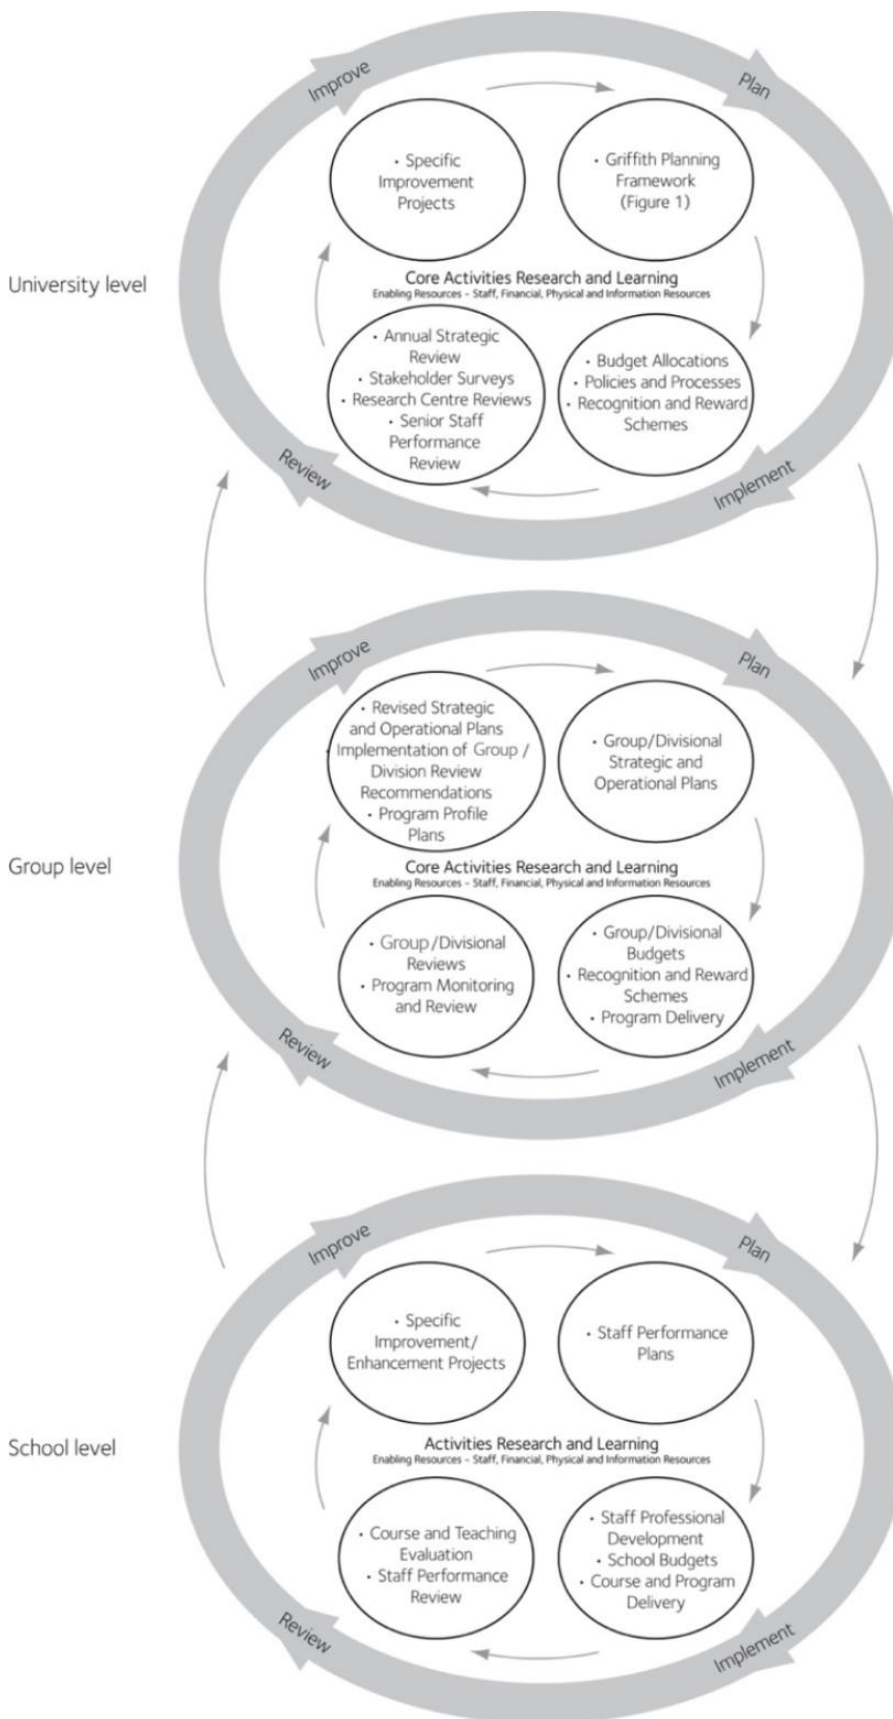 Improve
Plan
• Specific
Improvement
Projects
• Griffith Planning
Framework
(Figure 1)
University level
Core Activities Research and Learning
Enabling Resources – Staff, Financial, Physical and Information Resources
• Annual Strategic
Review
• Stakeholder Surveys
• Research Centre Reviews
• Senior Staff
Performance
Review
• Budget Allocations
• Policies and Processes
• Recognition and Reward
Schemes
Review
Implement
Improve
Plan
• Revised Strategic
and Operational Plans
• Implementation of Group /
Division Review
Recommendations
• Program Profile
Plans
• Group/Divisional
Strategic and
Operational Plans
Group level
Core Activities Research and Learning
Enabling Resources – Staff, Financial, Physical and Information Resources
• Group/Divisional
Reviews
• Program Monitoring
and Review
• Group/Divisional
Budgets
• Recognition and Reward
Schemes
• Program Delivery
Review
Implement
Improve
Plan
• Specific
Improvement/
Enhancement Projects
• Staff Performance
Plans
School level
Activities Research and Learning
Enabling Resources – Staff, Financial, Physical and Information Resources
• Course and Teaching
Evaluation
• Staff Performance
Review
• Staff Professional
Development
• School Budgets
• Course and Program
Delivery
Review
Implement